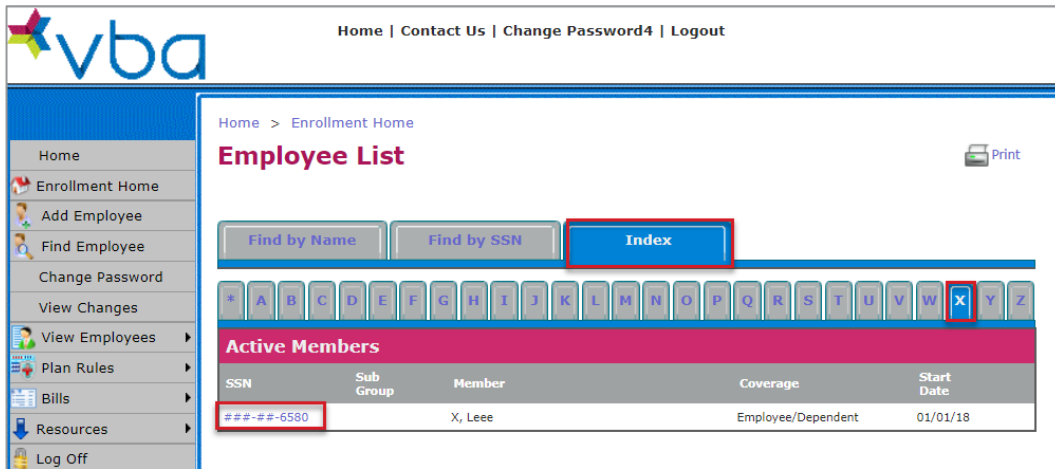 vba
Home | Contact Us | Change Password4 | Logout
Home
Enrollment Home
Add Employee
Find Employee
Change Password
View Changes
View Employees
Plan Rules
Bills
Resources
Log Off
Home > Enrollment Home
Employee List
Print
Find by Name Find by SSN Index
* A B C D E F G H I J K L M N O P Q R S T U V W X Y Z
Active Members
SSN Sub Group Member Coverage Start Date
###-##-6580 X, Leee Employee/Dependent 01/01/18